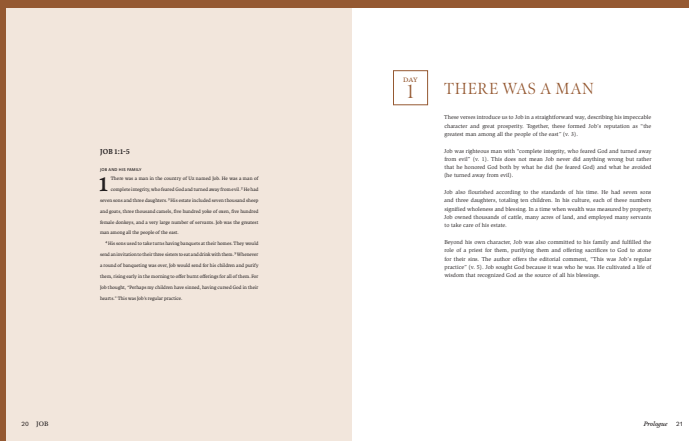 JOB 1:1-5
JOB AND HIS FAMILY
1 There was a man in the country of Uz named Job. He was a man of
complete integrity, who feared God and turned away from evil. ² He had
seven sons and three daughters. ³ His estate included seven thousand sheep
and goats, three thousand camels, five hundred yoke of oxen, five hundred
female donkeys, and a very large number of servants. Job was the greatest
man among all the people of the east.
⁴ His sons used to take turns having banquets at their homes. They would
send an invitation to their three sisters to eat and drink with them. ⁵ Whenever
a round of banqueting was over, Job would send for his children and purify
them, rising early in the morning to offer burnt offerings for all of them. For
Job thought, "Perhaps my children have sinned, having cursed God in their
hearts." This was Job's regular practice.
20 JOB
DAY
1
THERE WAS A MAN
These verses introduce us to Job in a straightforward way, describing his impeccable
character and great prosperity. Together, these formed Job's reputation as "the
greatest man among all the people of the east" (v. 3).
Job was righteous man with "complete integrity, who feared God and turned away
from evil" (v. 1). This does not mean Job never did anything wrong but rather
that he honored God both by what he did (he feared God) and what he avoided
(he turned away from evil).
Job also flourished according to the standards of his time. He had seven sons
and three daughters, totaling ten children. In his culture, each of these numbers
signified wholeness and blessing. In a time when wealth was measured by property,
Job owned thousands of cattle, many acres of land, and employed many servants
to take care of his estate.
Beyond his own character, Job was also committed to his family and fulfilled the
role of a priest for them, purifying them and offering sacrifices to God to atone
for their sins. The author offers the editorial comment, "This was Job's regular
practice" (v. 5). Job sought God because it was who he was. He cultivated a life of
wisdom that recognized God as the source of all his blessings.
Prologue 21